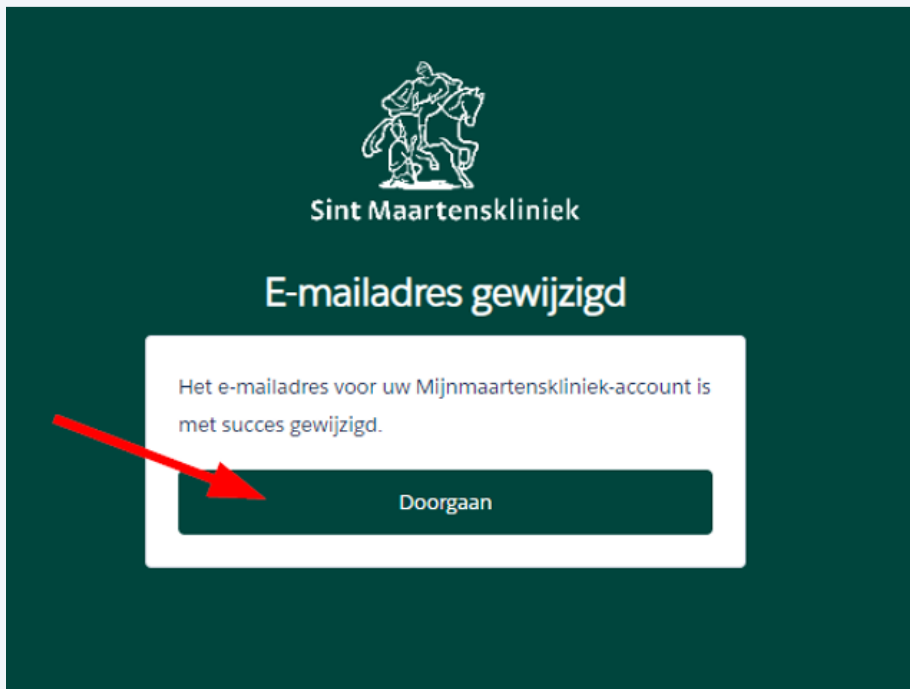 Sint Maartenskliniek
E-mailadres gewijzigd
Het e-mailadres voor uw Mijnmaartenskliniek-account is
met succes gewijzigd.
Doorgaan